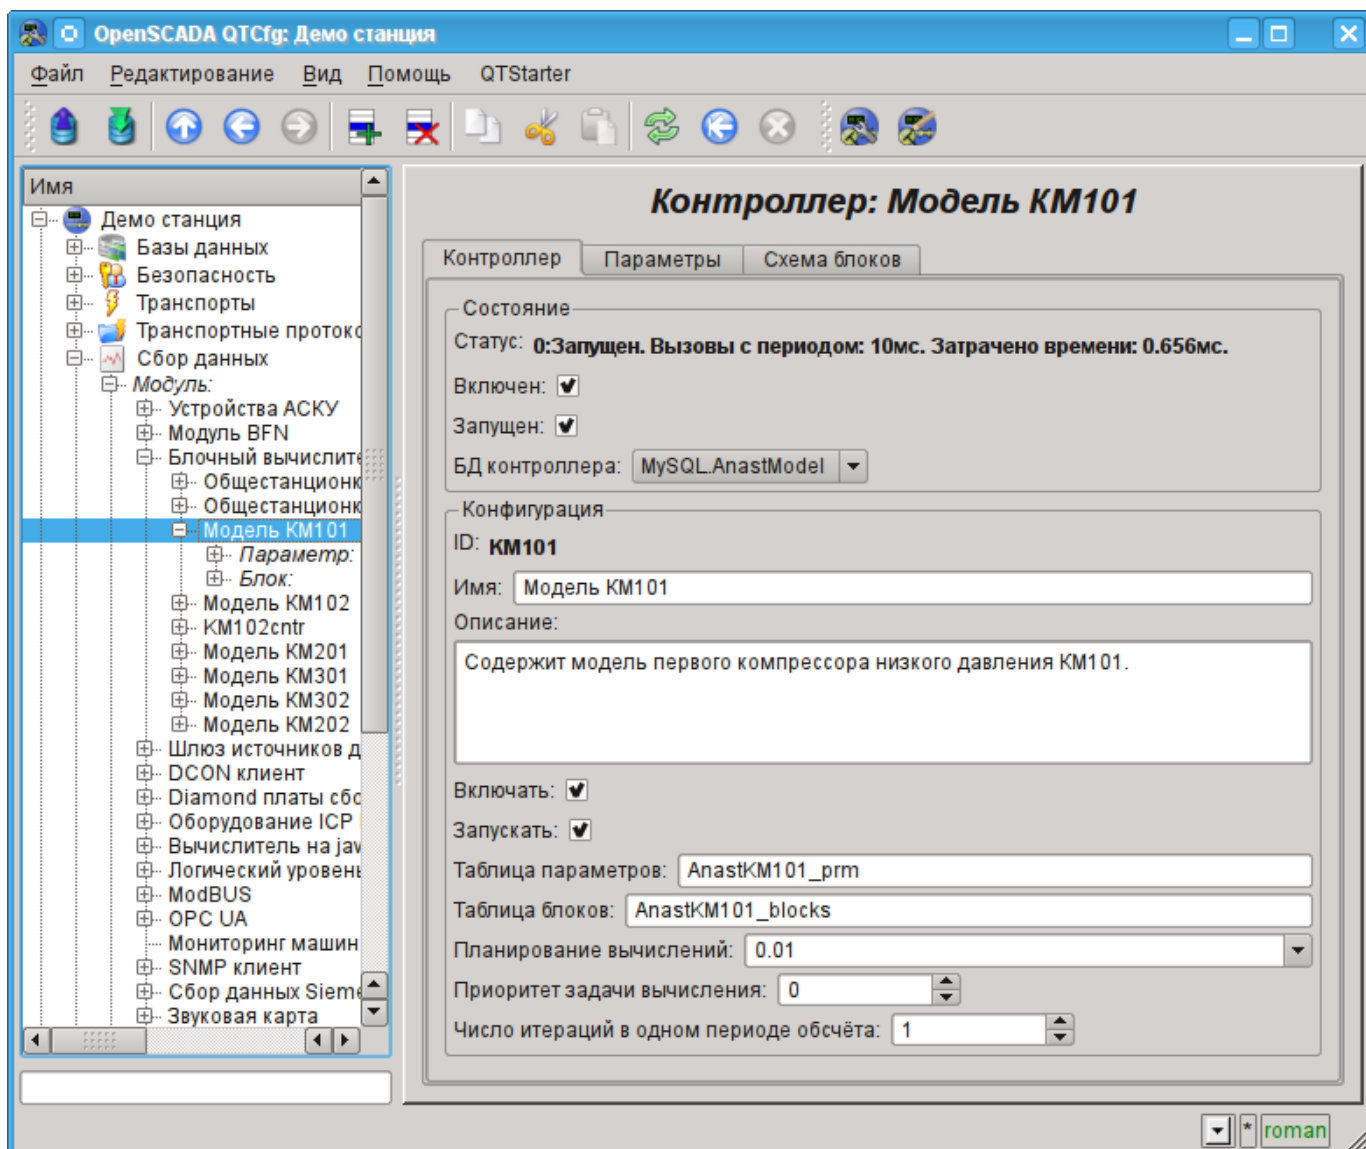 OpenSCADA QTCfg: Демо станция
Файл Редактирование Вид Помощь QTStarter
Имя
Демо станция
Базы данных
Безопасность
Транспорты
Транспортные протокс
Сбор данных
Модуль:
Устройства АСКУ
Модуль BFN
Блочный вычислите
Общестанционк
Общестанционк
Модель КМ101
Параметр:
Блок:
Модель КМ102
KM102cntr
Модель КМ201
Модель КМ301
Модель КМ302
Модель КМ202
Шлюз источников д
DCON клиент
Diamond платы сбо
Оборудование ICP
Вычислитель на jav
Логический уровень
ModBUS
OPC UA
Мониторинг машин
SNMP клиент
Сбор данных Sieme
Звуковая карта
Контроллер: Модель КМ101
Контроллер Параметры Схема блоков
Состояние
Статус: 0:Запущен. Вызовы с периодом: 10мс. Затрачено времени: 0.656мс.
Включен:
Запущен:
БД контроллера: MySQL.AnastModel
Конфигурация
ID: KM101
Имя: Модель КМ101
Описание:
Содержит модель первого компрессора низкого давления КМ101.
Включать:
Запускать:
Таблица параметров: AnastKM101_prm
Таблица блоков: AnastKM101_blocks
Планирование вычислений: 0.01
Приоритет задачи вычисления: 0
Число итераций в одном периоде обсчёта: 1
* roman